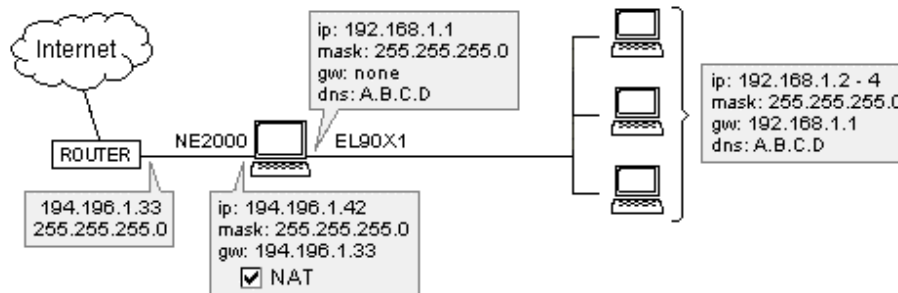 Internet
ROUTER
194.196.1.33
255.255.255.0
NE2000
ip: 194.196.1.42
mask: 255.255.255.0
gw: 194.196.1.33
NAT
ip: 192.168.1.1
mask: 255.255.255.0
gw: none
dns: A.B.C.D
EL90X1
ip: 192.168.1.2 - 4
mask: 255.255.255.0
gw: 192.168.1.1
dns: A.B.C.D